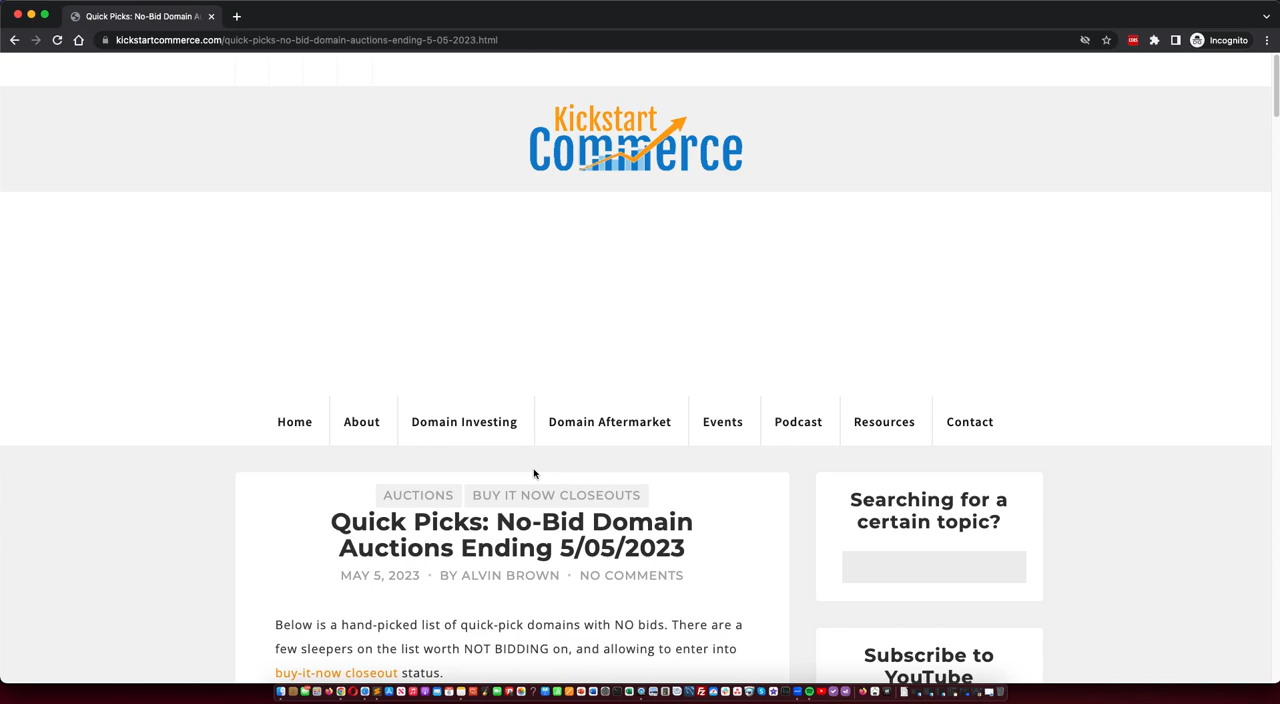 Quick Picks: No-Bid Domain A
kickstartcommerce.com/quick-picks-no-bid-domain-auctions-ending-5-05-2023.html
Incognito
Kickstart
Commerce
Home
About
Domain Investing
Domain Aftermarket
Events
Podcast
Resources
Contact
AUCTIONS
BUY IT NOW CLOSEOUTS
Quick Picks: No-Bid Domain
Auctions Ending 5/05/2023
MAY 5, 2023 • BY ALVIN BROWN • NO COMMENTS
Below is a hand-picked list of quick-pick domains with NO bids. There are a
few sleepers on the list worth NOT BIDDING on, and allowing to enter into
buy-it-now closeout status.
Searching for a
certain topic?
Subscribe to
YouTube